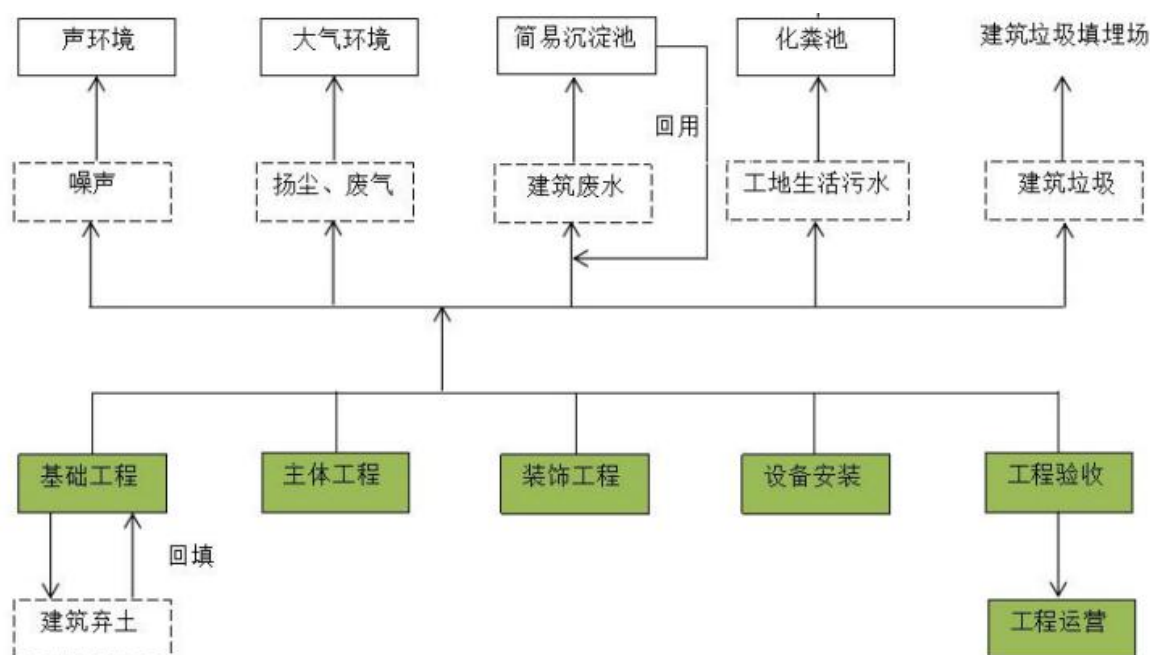 声环境
大气环境
简易沉淀池
化粪池
建筑垃圾填埋场
回用
噪声
扬尘、废气
建筑废水
工地生活污水
建筑垃圾
基础工程
主体工程
装饰工程
设备安装
工程验收
回填
建筑弃土
工程运营